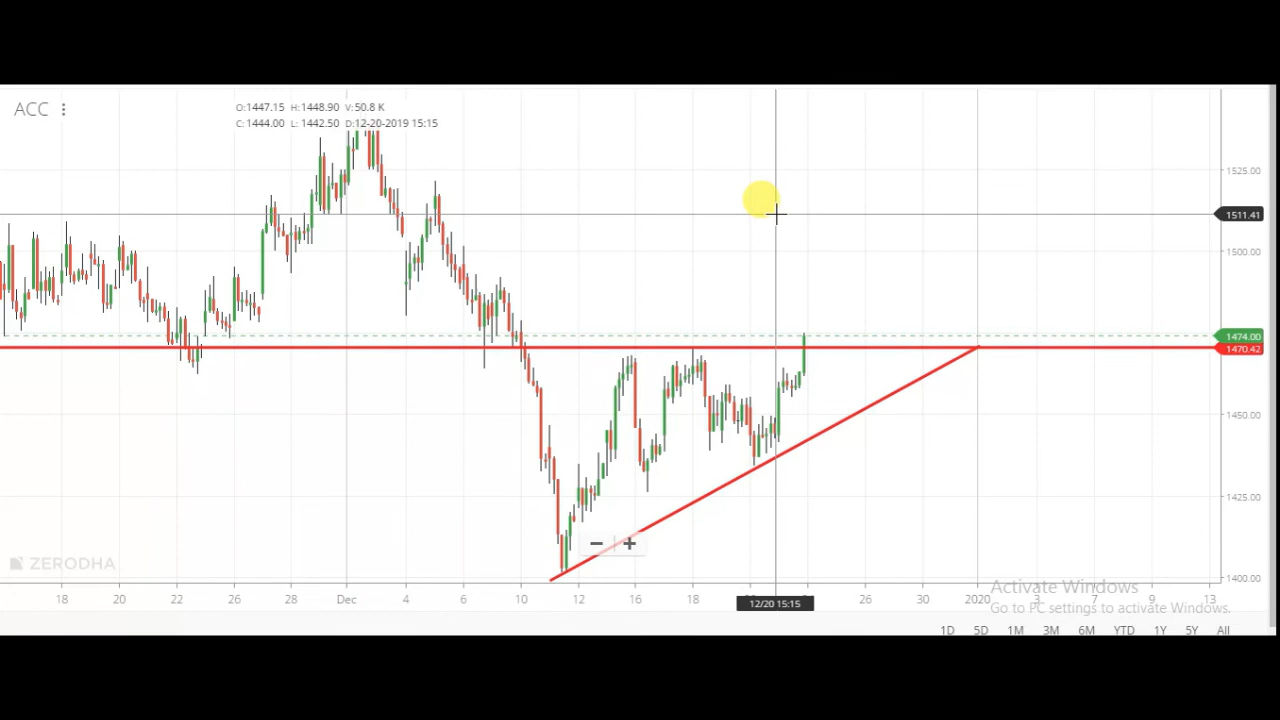 ACC
O:1447.15 H:1448.90 V:50.8 K
C:1444.00 L: 1442.50 D:12-20-2019 15:15
1525.00
1511.41
1500.00
1474.00
1470.42
1450.00
1425.00
1400.00
− +
ZERODHA
Activate Windows
Go to PC settings to activate Windows.
18 20 22 24 26 28 Dec 4 6 10 12 16 18 26 30 2020 3 7 9 13
12/20 15:15
1D 5D 1M 3M 6M YTD 1Y 5Y All